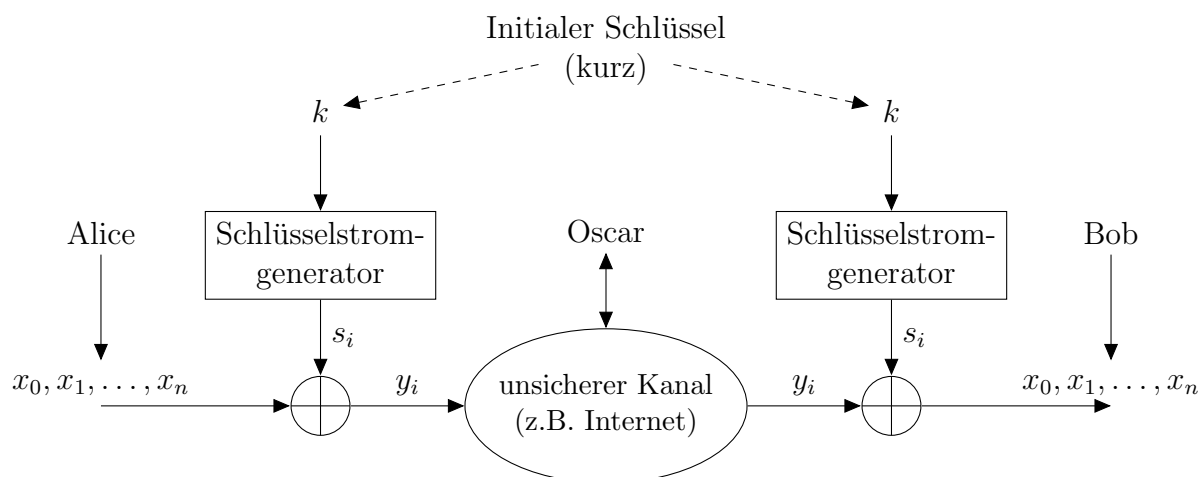 Initialer Schlüssel
(kurz)
k
k
Alice
Schlüsselstrom-
generator
Oscar
Schlüsselstrom-
generator
Bob
s_i
s_i
x_0, x_1, . . . , x_n
y_i
unsicherer Kanal
(z.B. Internet)
y_i
x_0, x_1, . . . , x_n